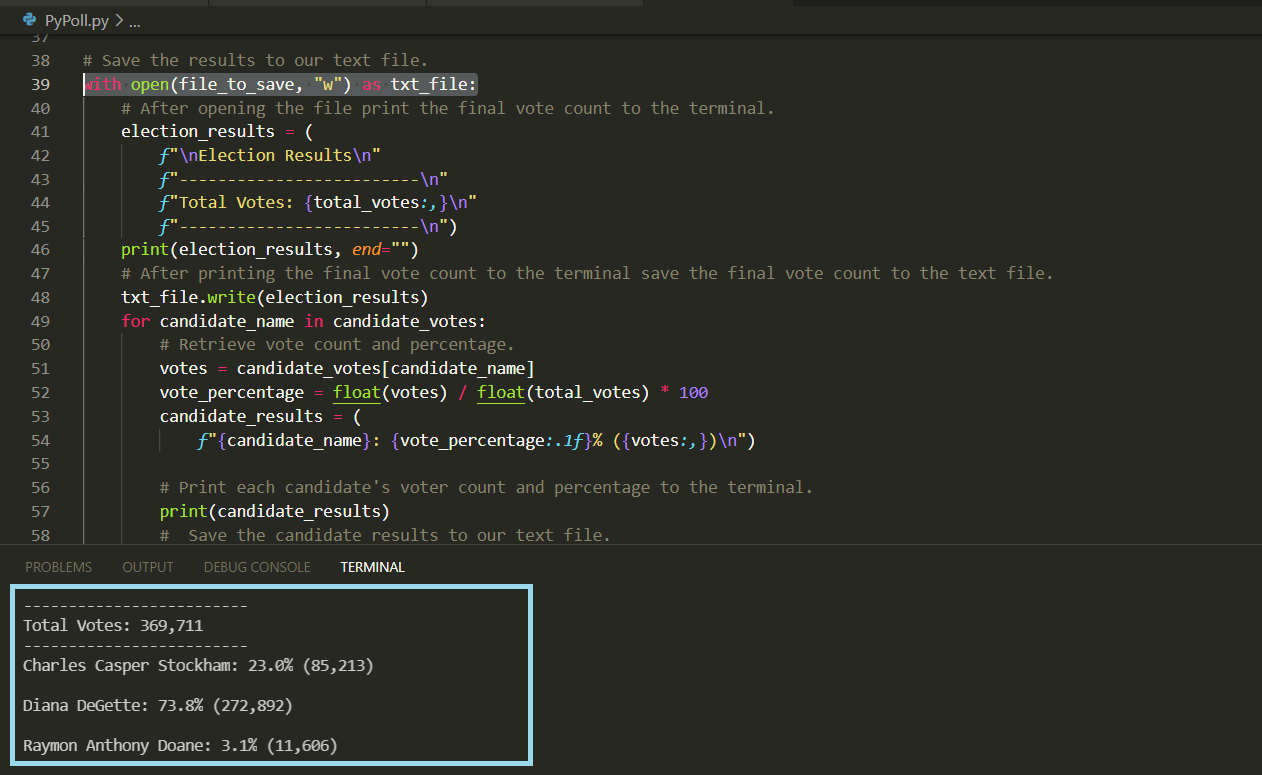 PyPoll.py > ...
37
38 # Save the results to our text file.
39 with open(file_to_save, "w") as txt_file:
40     # After opening the file print the final vote count to the terminal.
41     election_results = (
42         f"\nElection Results\n"
43         f"-------------------------\n"
44         f"Total Votes: {total_votes:,}\n"
45         f"-------------------------\n")
46     print(election_results, end="")
47     # After printing the final vote count to the terminal save the final vote count to the text file.
48     txt_file.write(election_results)
49     for candidate_name in candidate_votes:
50         # Retrieve vote count and percentage.
51         votes = candidate_votes[candidate_name]
52         vote_percentage = float(votes) / float(total_votes) * 100
53         candidate_results = (
54             f"{candidate_name}: {vote_percentage:.1f}% ({votes:,})\n")
55
56         # Print each candidate's voter count and percentage to the terminal.
57         print(candidate_results)
58         #  Save the candidate results to our text file.
PROBLEMS OUTPUT DEBUG CONSOLE TERMINAL
-------------------------
Total Votes: 369,711
-------------------------
Charles Casper Stockham: 23.0% (85,213)
Diana DeGette: 73.8% (272,892)
Raymon Anthony Doane: 3.1% (11,606)